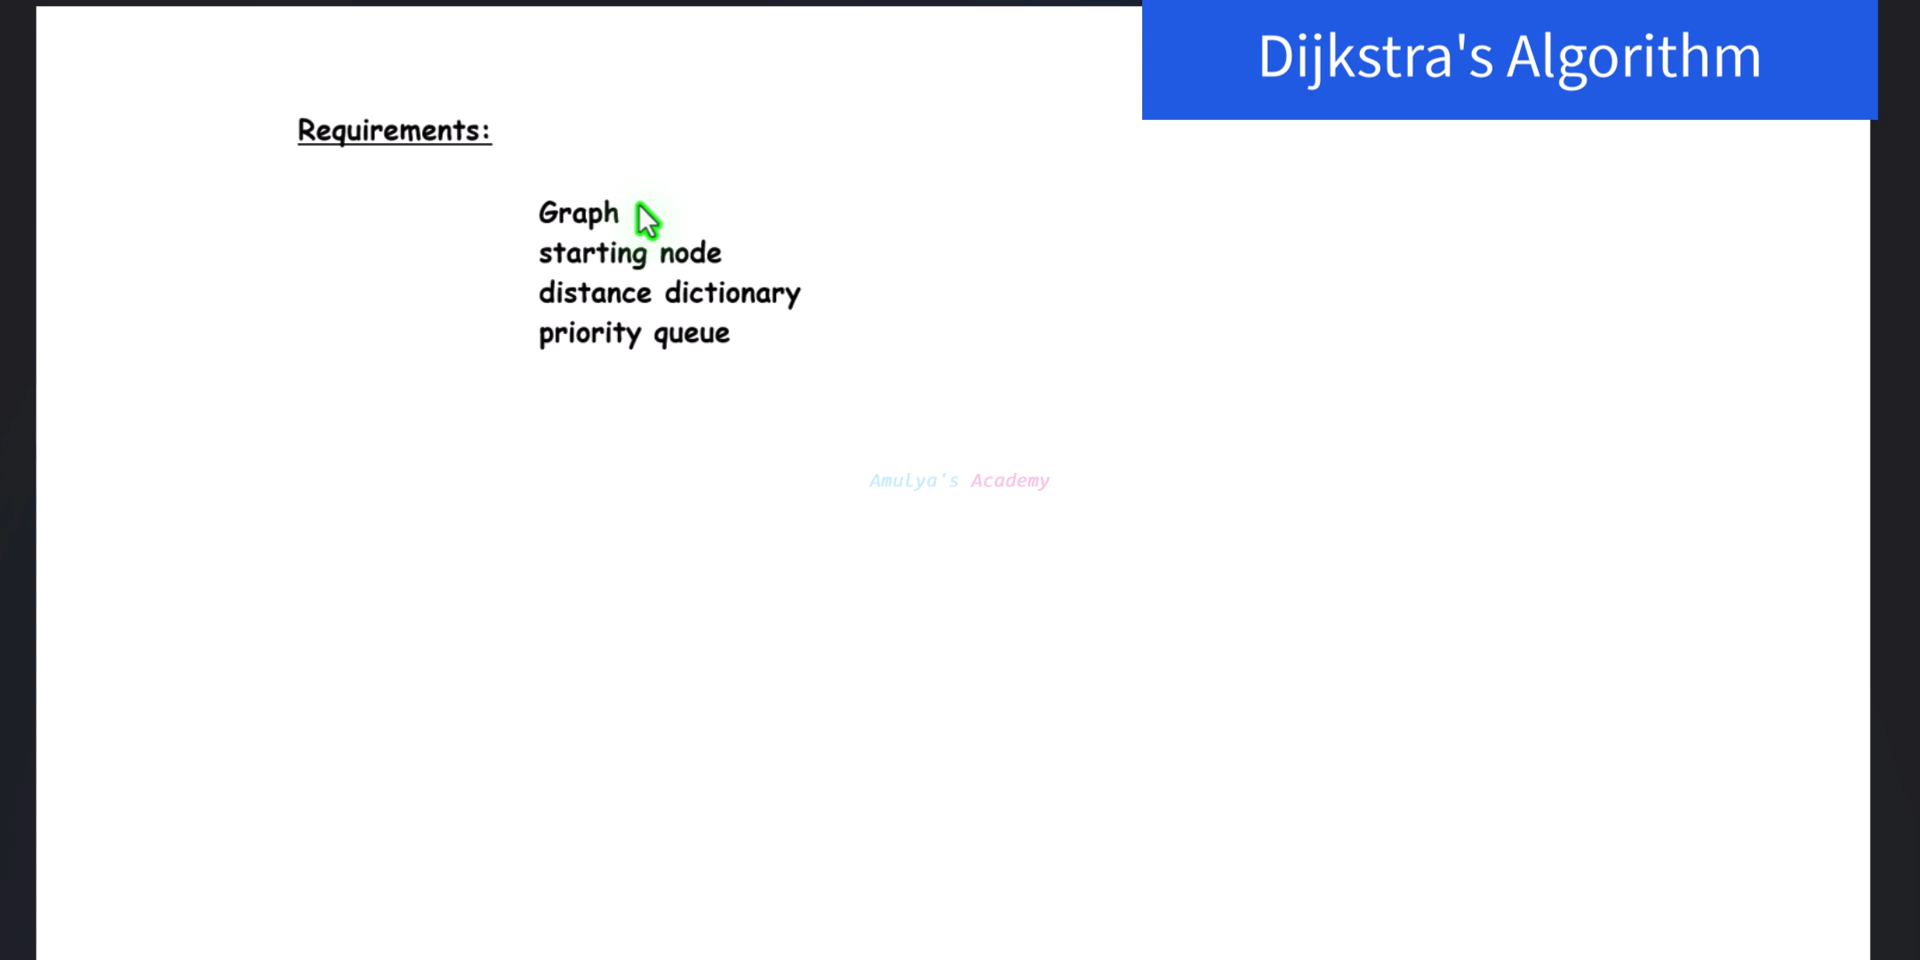 Dijkstra's Algorithm
Requirements:
Graph
starting node
distance dictionary
priority queue
Amulya's Academy